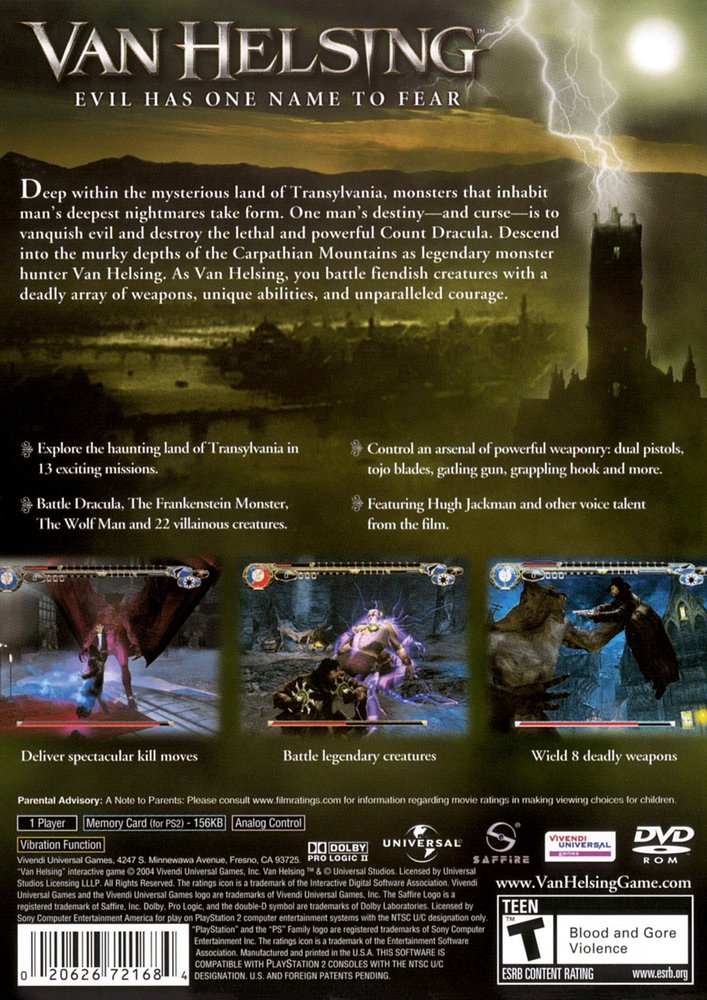 VAN HELSING™
EVIL HAS ONE NAME TO FEAR
Deep within the mysterious land of Transylvania, monsters that inhabit
man's deepest nightmares take form. One man's destiny—and curse—is to
vanquish evil and destroy the lethal and powerful Count Dracula. Descend
into the murky depths of the Carpathian Mountains as legendary monster
hunter Van Helsing. As Van Helsing, you battle fiendish creatures with a
deadly array of weapons, unique abilities, and unparalleled courage.
Explore the haunting land of Transylvania in
13 exciting missions.
Battle Dracula, The Frankenstein Monster,
The Wolf Man and 22 villainous creatures.
Control an arsenal of powerful weaponry: dual pistols,
tojo blades, gatling gun, grappling hook and more.
Featuring Hugh Jackman and other voice talent
from the film.
Deliver spectacular kill moves
Battle legendary creatures
Wield 8 deadly weapons
Parental Advisory: A Note to Parents: Please consult www.filmratings.com for information regarding movie ratings in making viewing choices for children.
1 Player
Memory Card (for PS2) - 156KB
Analog Control
Vibration Function
DOLBY
PRO LOGIC II
UNIVERSAL
SAFFIRE
VIVENDI
UNIVERSAL
games
DVD
ROM
Vivendi Universal Games, 4247 S. Minnewawa Avenue, Fresno, CA 93725.
"Van Helsing" interactive game © 2004 Vivendi Universal Games, Inc. Van Helsing ™ & © Universal Studios. Licensed by Universal
Studios Licensing LLLP. All Rights Reserved. The ratings icon is a trademark of the Interactive Digital Software Association. Vivendi
Universal Games and the Vivendi Universal Games logo are trademarks of Vivendi Universal Games, Inc. The Saffire Logo is a
registered trademark of Saffire, Inc. Dolby, Pro Logic, and the double-D symbol are trademarks of Dolby Laboratories. Licensed by
Sony Computer Entertainment America for play on PlayStation 2 computer entertainment systems with the NTSC U/C designation only.
"PlayStation" and the "PS" Family logo are registered trademarks of Sony Computer
Entertainment Inc. The ratings icon is a trademark of the Entertainment Software
Association. Manufactured and printed in the U.S.A. THIS SOFTWARE IS
COMPATIBLE WITH PLAYSTATION 2 CONSOLES WITH THE NTSC U/C
DESIGNATION. U.S. AND FOREIGN PATENTS PENDING.
0 20626 72168 4
www.VanHelsingGame.com
TEEN
T™
Blood and Gore
Violence
ESRB CONTENT RATING www.esrb.org